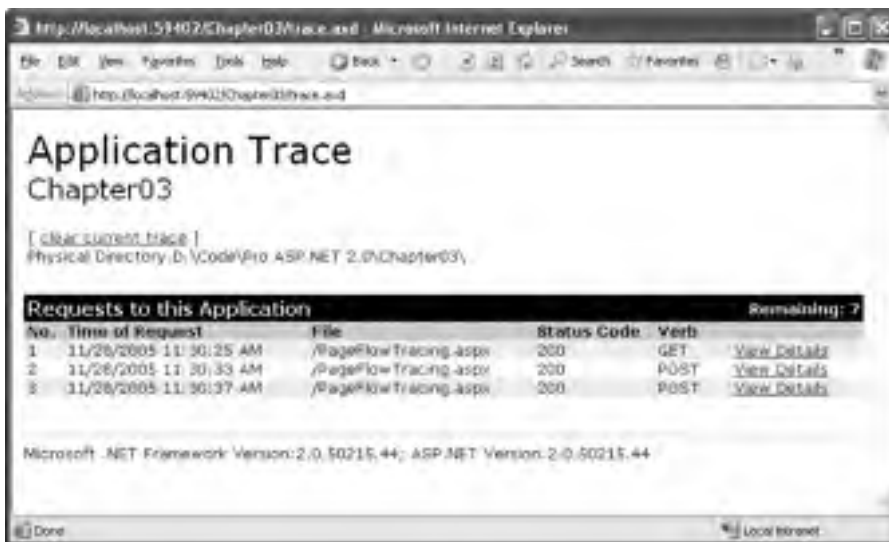 http://localhost:59402/Chapter03/trace.axd - Microsoft Internet Explorer
File Edit View Favorites Tools Help Back Search Favorites
Address http://localhost:59402/Chapter03/trace.axd
Application Trace
Chapter03
[ clear current trace ]
Physical Directory:D:\Code\Pro ASP.NET 2.0\Chapter03\
Requests to this Application Remaining: 7
No. Time of Request File Status Code Verb
1 11/28/2005 11:30:25 AM /PageFlowTracing.aspx 200 GET View Details
2 11/28/2005 11:30:33 AM /PageFlowTracing.aspx 200 POST View Details
3 11/28/2005 11:30:37 AM /PageFlowTracing.aspx 200 POST View Details
Microsoft .NET Framework Version:2.0.50215.44; ASP.NET Version:2.0.50215.44
Done Local intranet